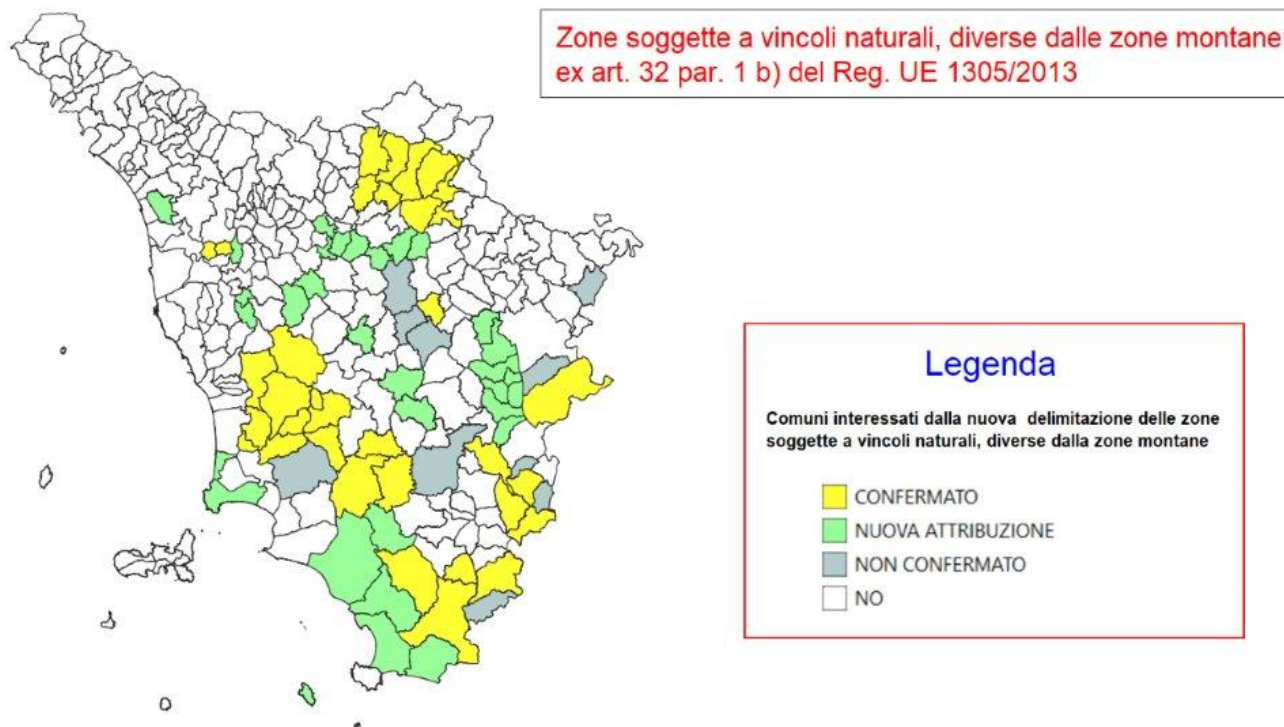 Zone soggette a vincoli naturali, diverse dalle zone montane
ex art. 32 par. 1 b) del Reg. UE 1305/2013
Legenda
Comuni interessati dalla nuova delimitazione delle zone
soggette a vincoli naturali, diverse dalla zone montane
CONFERMATO
NUOVA ATTRIBUZIONE
NON CONFERMATO
NO